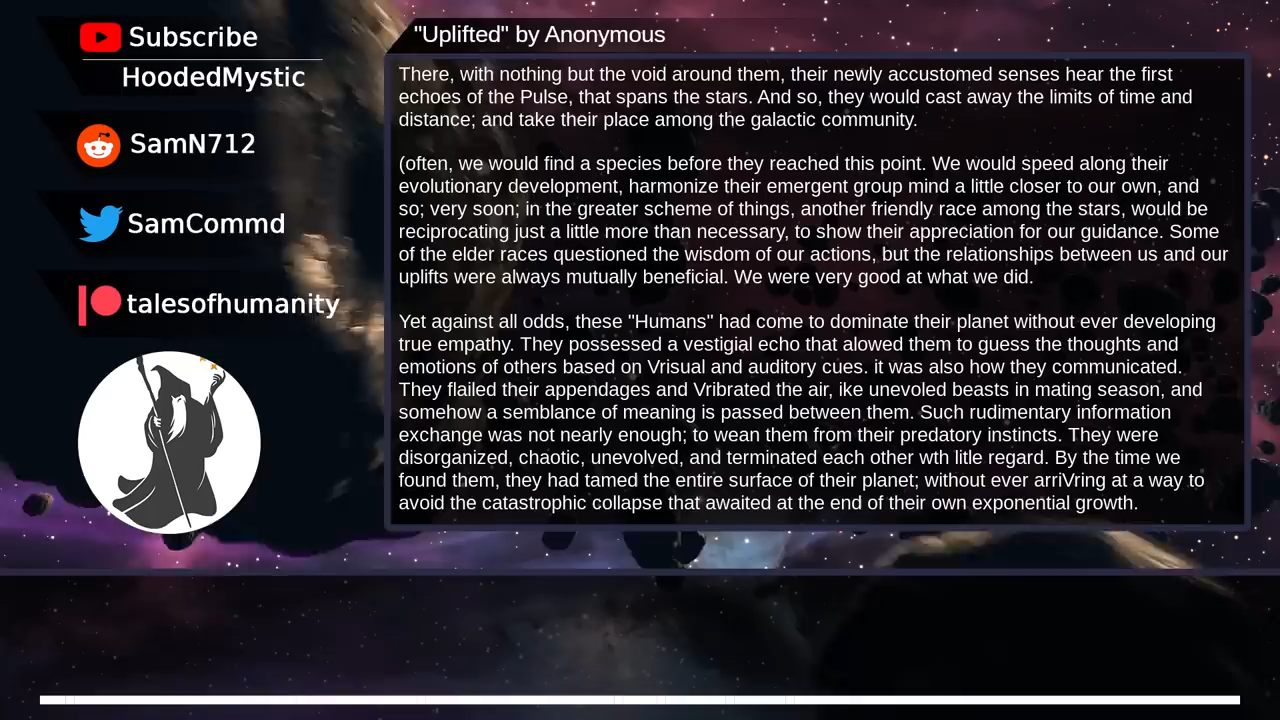 Subscribe
HoodedMystic
SamN712
SamCommd
talesofhumanity
"Uplifted" by Anonymous
There, with nothing but the void around them, their newly accustomed senses hear the first
echoes of the Pulse, that spans the stars. And so, they would cast away the limits of time and
distance; and take their place among the galactic community.
(often, we would find a species before they reached this point. We would speed along their
evolutionary development, harmonize their emergent group mind a little closer to our own, and
so; very soon; in the greater scheme of things, another friendly race among the stars, would be
reciprocating just a little more than necessary, to show their appreciation for our guidance. Some
of the elder races questioned the wisdom of our actions, but the relationships between us and our
uplifts were always mutually beneficial. We were very good at what we did.
Yet against all odds, these "Humans" had come to dominate their planet without ever developing
true empathy. They possessed a vestigial echo that alowed them to guess the thoughts and
emotions of others based on Vrisual and auditory cues. it was also how they communicated.
They flailed their appendages and Vribrated the air, ike unevoled beasts in mating season, and
somehow a semblance of meaning is passed between them. Such rudimentary information
exchange was not nearly enough; to wean them from their predatory instincts. They were
disorganized, chaotic, unevolved, and terminated each other wth litle regard. By the time we
found them, they had tamed the entire surface of their planet; without ever arriVring at a way to
avoid the catastrophic collapse that awaited at the end of their own exponential growth.